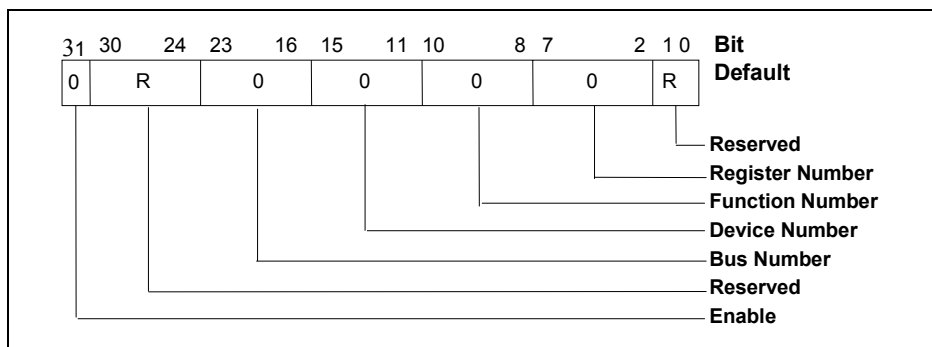 31 30 24 23 16 15 11 10 8 7 2 1 0 Bit
0 R 0 0 0 0 R Default
Reserved
Register Number
Function Number
Device Number
Bus Number
Reserved
Enable